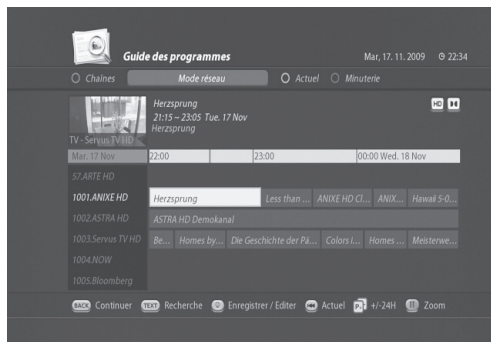 Guide des programmes
Mar, 17. 11. 2009 22:34
Chaînes Mode réseau Actuel Minuterie
Herzsprung
21:15 ~ 23:05 Tue. 17 Nov
Herzsprung
HD
TV - Servus TV HD
Mar. 17 Nov 22:00 23:00 00:00 Wed. 18 Nov
57.ARTE HD
1001.ANIXE HD Herzsprung Less than ... ANIXE HD Cl... ANIX... Hawaii 5-0...
1002.ASTRA HD ASTRA HD Demokanal
1003.Servus TV HD Be... Homes by... Die Geschichte der Pä... Colors I... Homes ... Meisterwe...
1004.NOW
1005.Bloomberg
BACK Continuer TEXT Recherche Enregistrer / Editer Actuel P. +/-24H Zoom